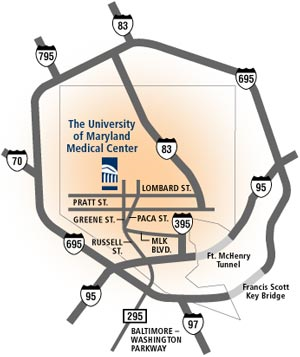 83
795
695
The University
of Maryland
Medical Center
83
70
95
LOMBARD ST.
PRATT ST.
GREENE ST.
PACA ST.
395
MLK
BLVD.
695
RUSSELL
ST.
Ft. McHenry
Tunnel
95
Francis Scott
Key Bridge
295
97
BALTIMORE –
WASHINGTON
PARKWAY